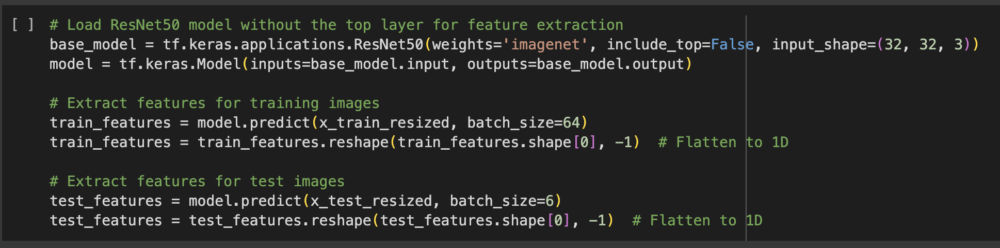 [ ] # Load ResNet50 model without the top layer for feature extraction
base_model = tf.keras.applications.ResNet50(weights='imagenet', include_top=False, input_shape=(32, 32, 3))
model = tf.keras.Model(inputs=base_model.input, outputs=base_model.output)

# Extract features for training images
train_features = model.predict(x_train_resized, batch_size=64)
train_features = train_features.reshape(train_features.shape[0], -1)  # Flatten to 1D

# Extract features for test images
test_features = model.predict(x_test_resized, batch_size=6)
test_features = test_features.reshape(test_features.shape[0], -1)  # Flatten to 1D